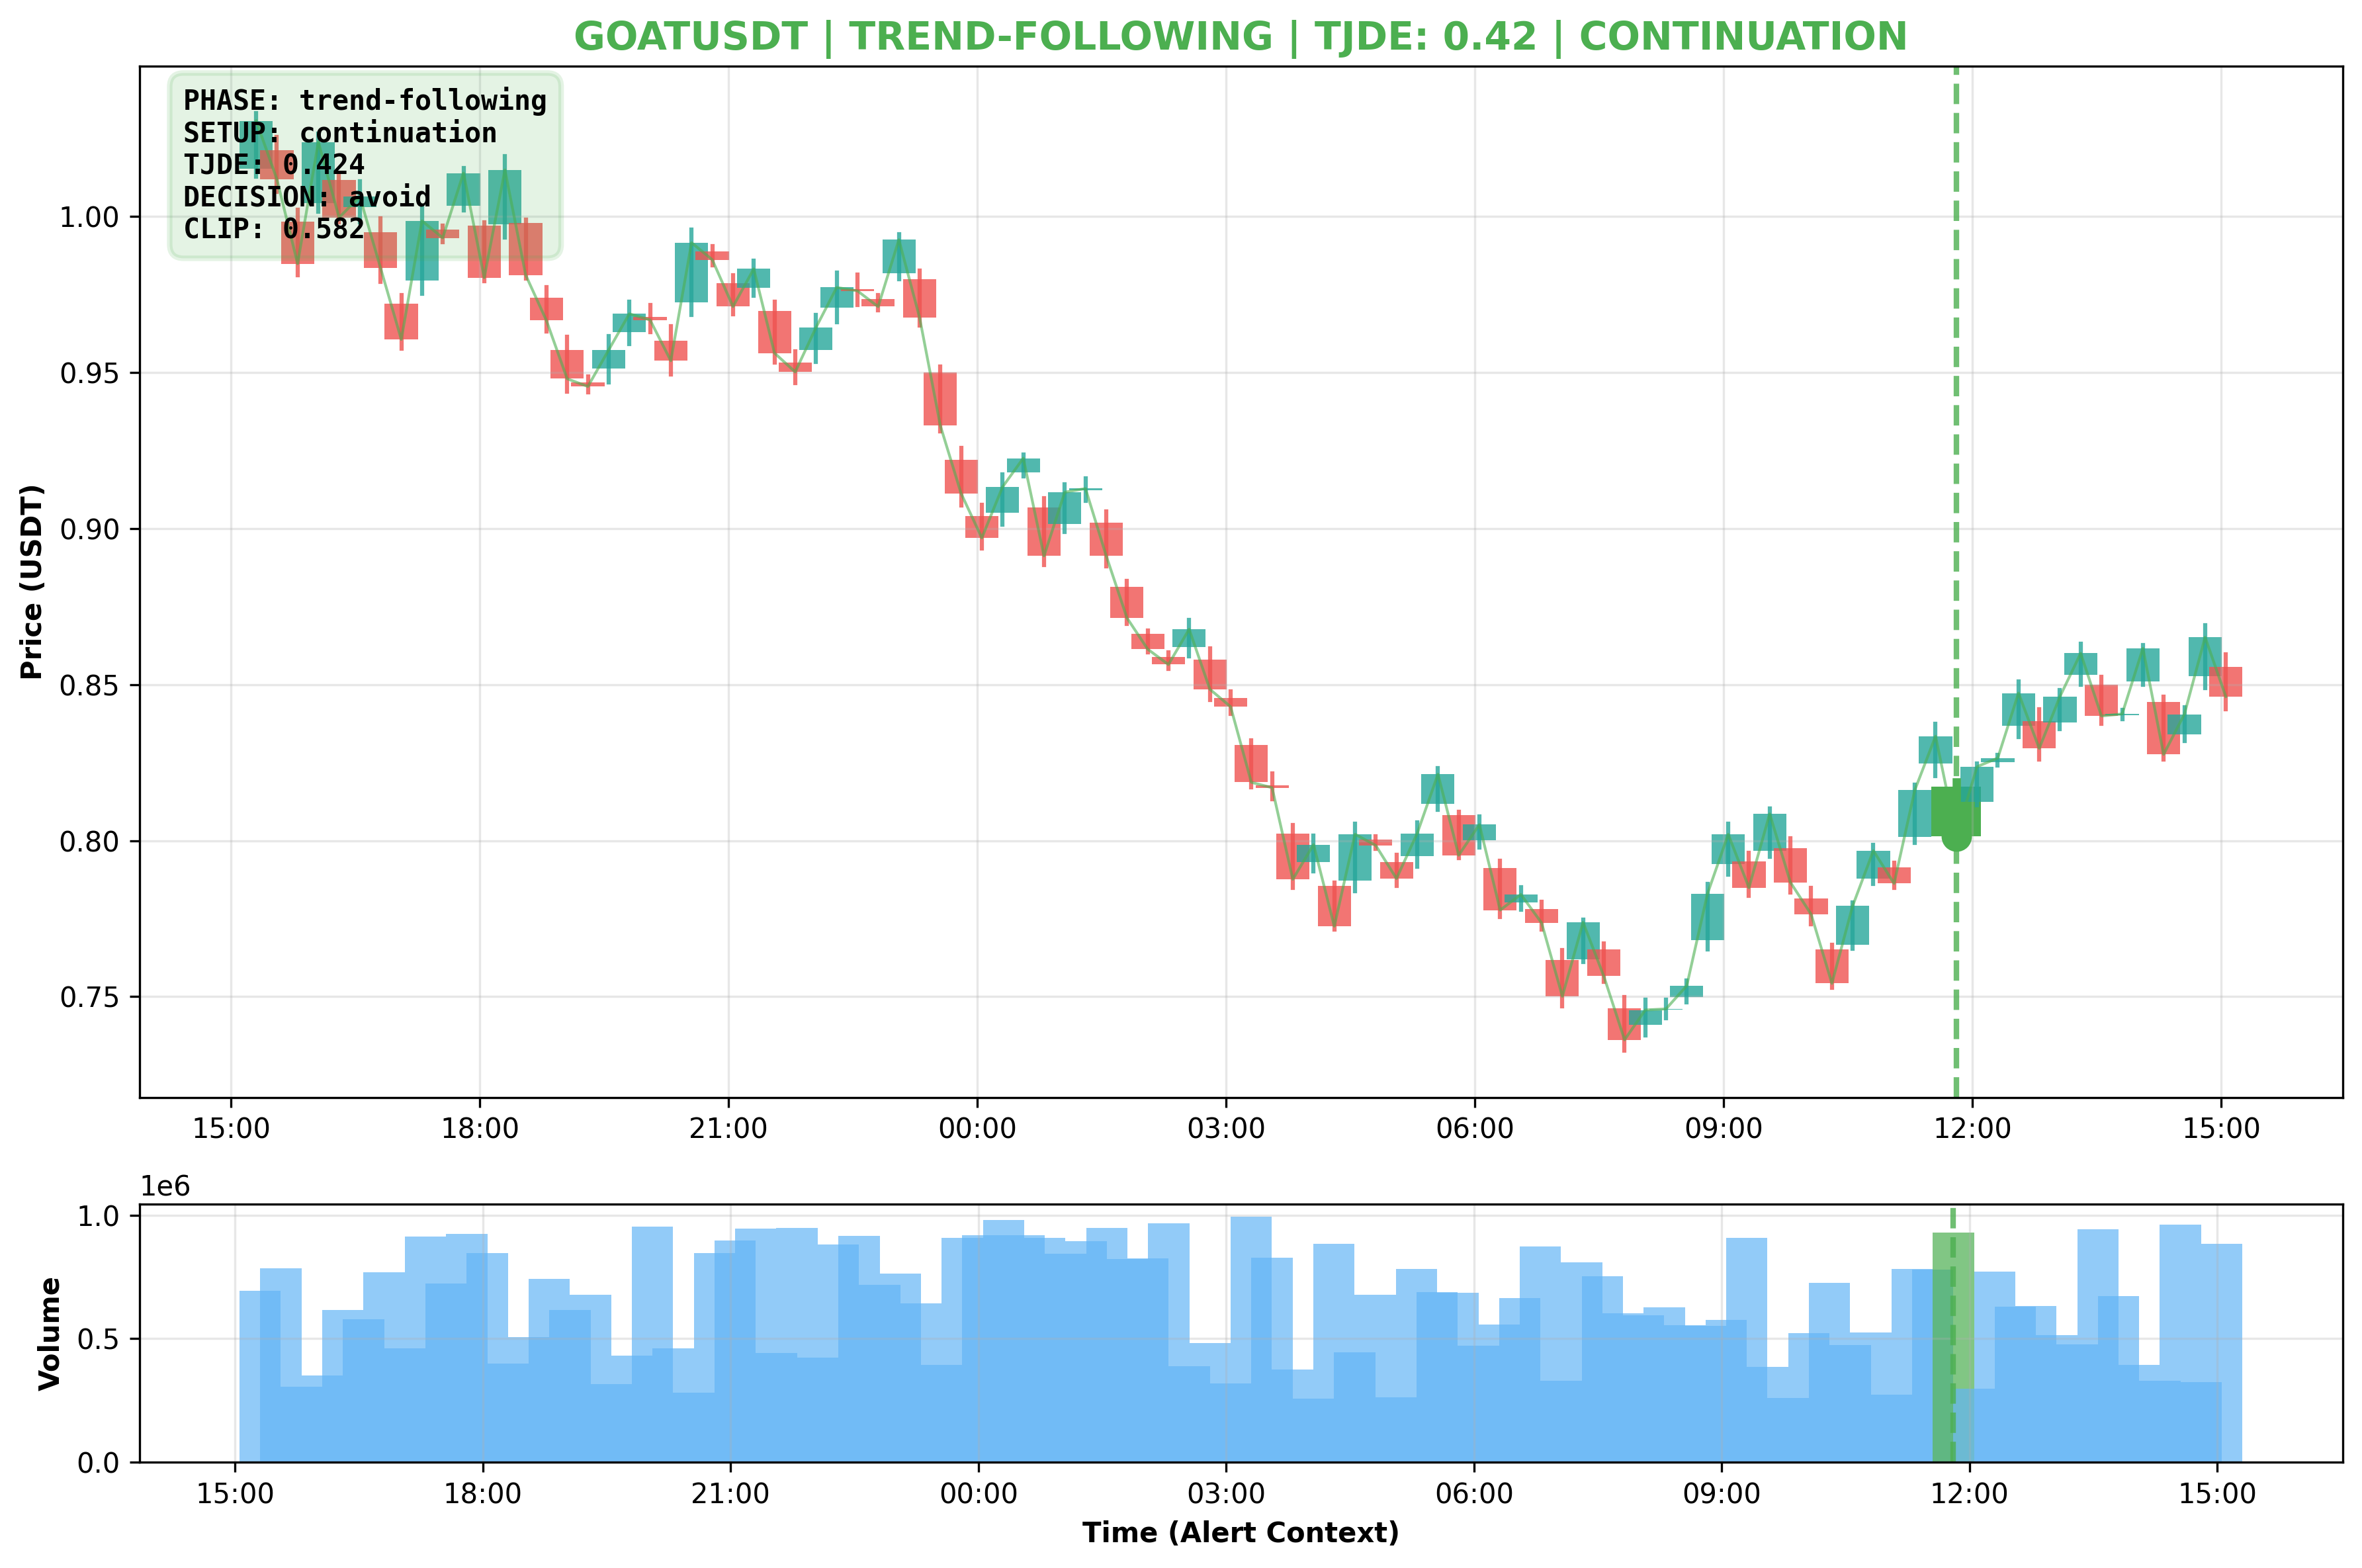 GOATUSDT | TREND-FOLLOWING | TJDE: 0.42 | CONTINUATION
PHASE: trend-following
SETUP: continuation
TJDE: 0.424
DECISION: avoid
CLIP: 0.582
Price (USDT)
1.00
0.95
0.90
0.85
0.80
0.75
15:00 18:00 21:00 00:00 03:00 06:00 09:00 12:00 15:00
1e6
Volume
1.0
0.5
0.0
15:00 18:00 21:00 00:00 03:00 06:00 09:00 12:00 15:00
Time (Alert Context)